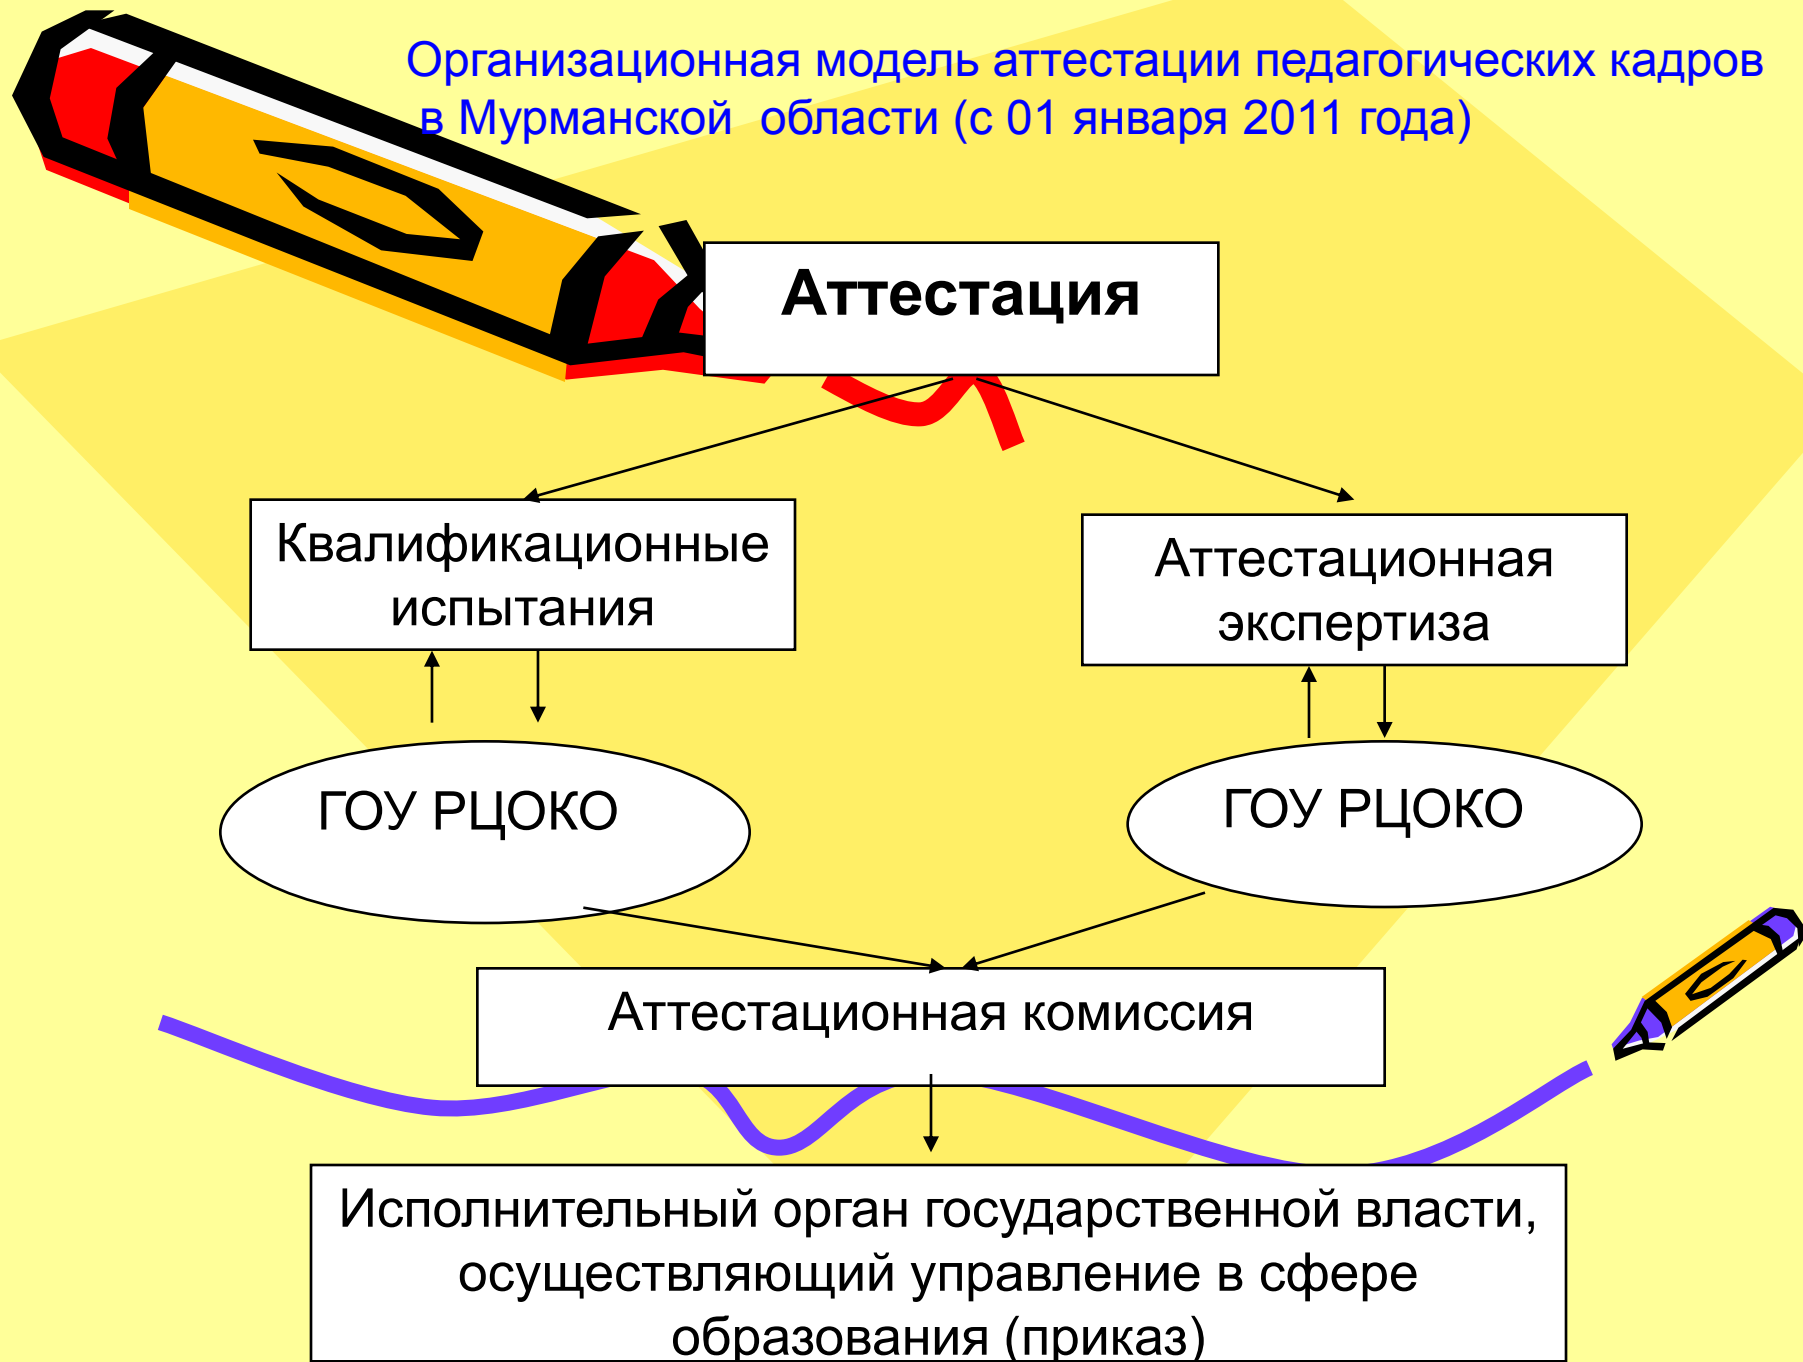 Организационная модель аттестации педагогических кадров
в Мурманской области (с 01 января 2011 года)
Аттестация
Квалификационные
испытания
Аттестационная
экспертиза
ГОУ РЦОКО
ГОУ РЦОКО
Аттестационная комиссия
Исполнительный орган государственной власти,
осуществляющий управление в сфере
образования (приказ)